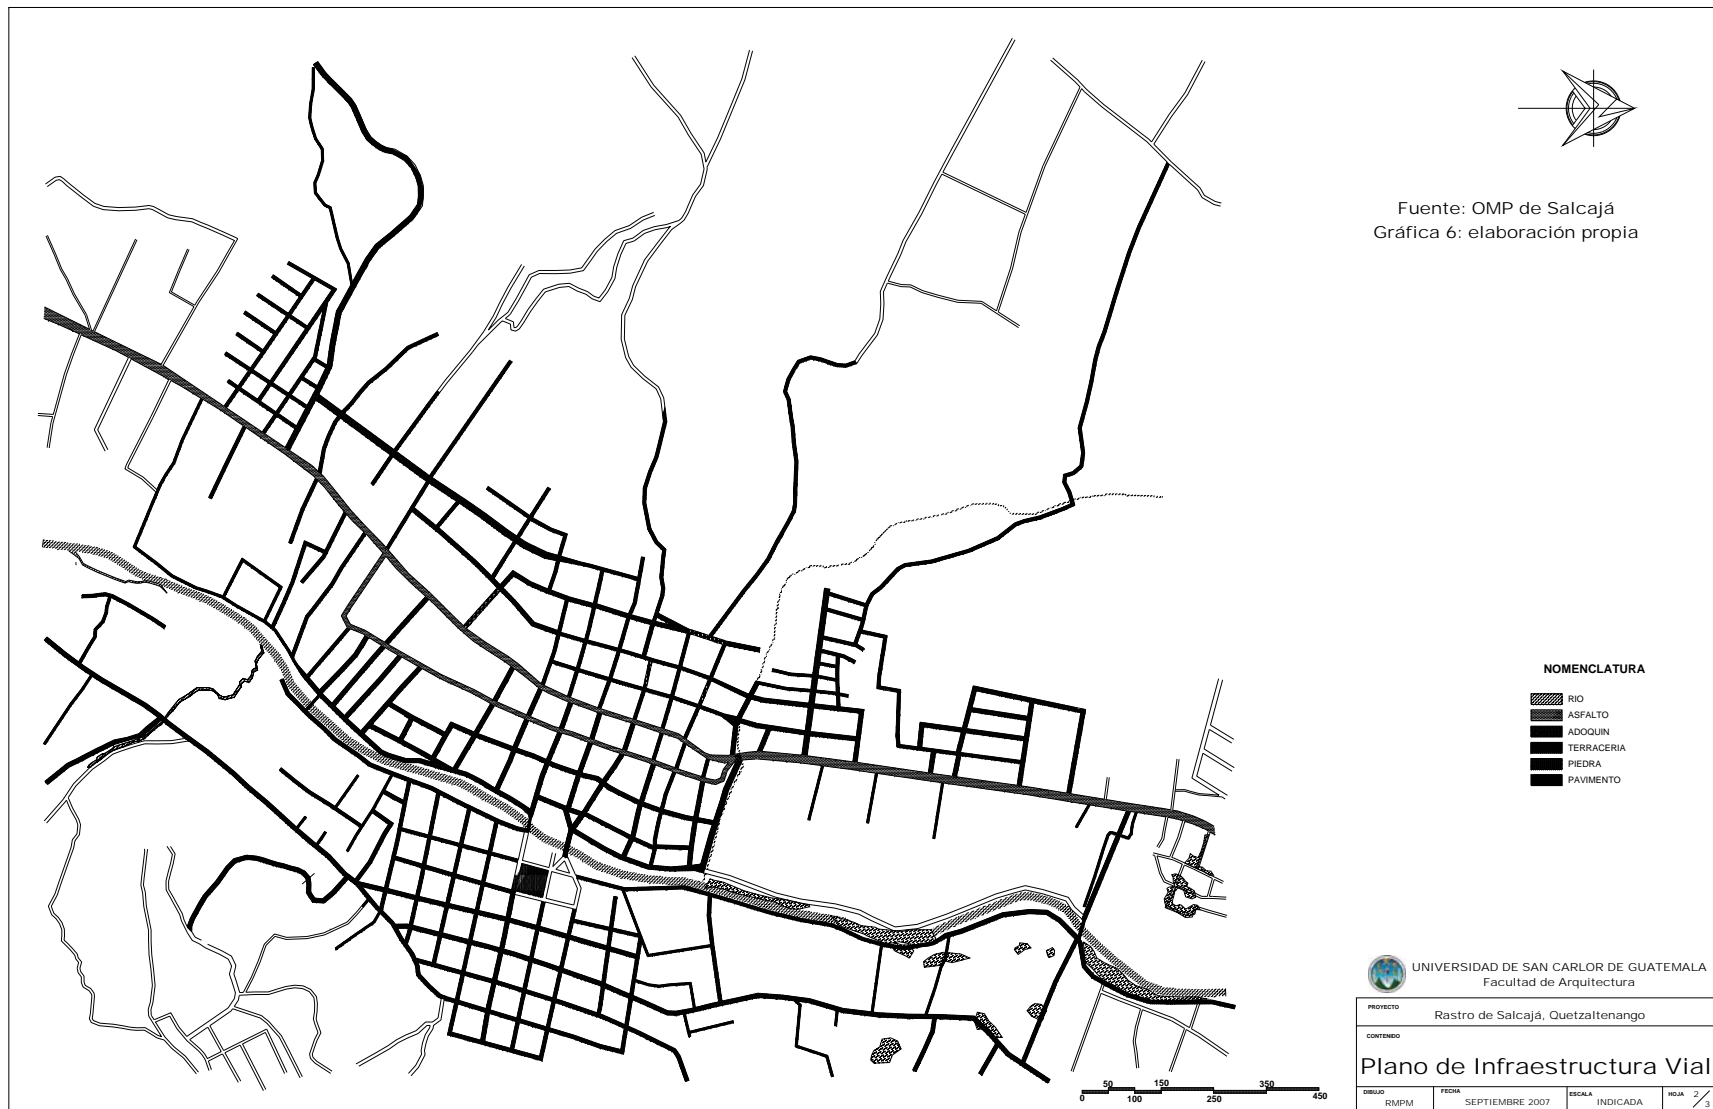 Fuente: OMP de Salcajá
Gráfica 6: elaboración propia
NOMENCLATURA
RIO
ASFALTO
ADOQUIN
TERRACERIA
PIEDRA
PAVIMENTO
UNIVERSIDAD DE SAN CARLOR DE GUATEMALA
Facultad de Arquitectura
PROYECTO
Rastro de Salcajá, Quetzaltenango
CONTENIDO
Plano de Infraestructura Vial
DIBUJO
RMPM
FECHA
SEPTIEMBRE 2007
ESCALA
INDICADA
HOJA 2/3
50 150 350
0 100 250 450